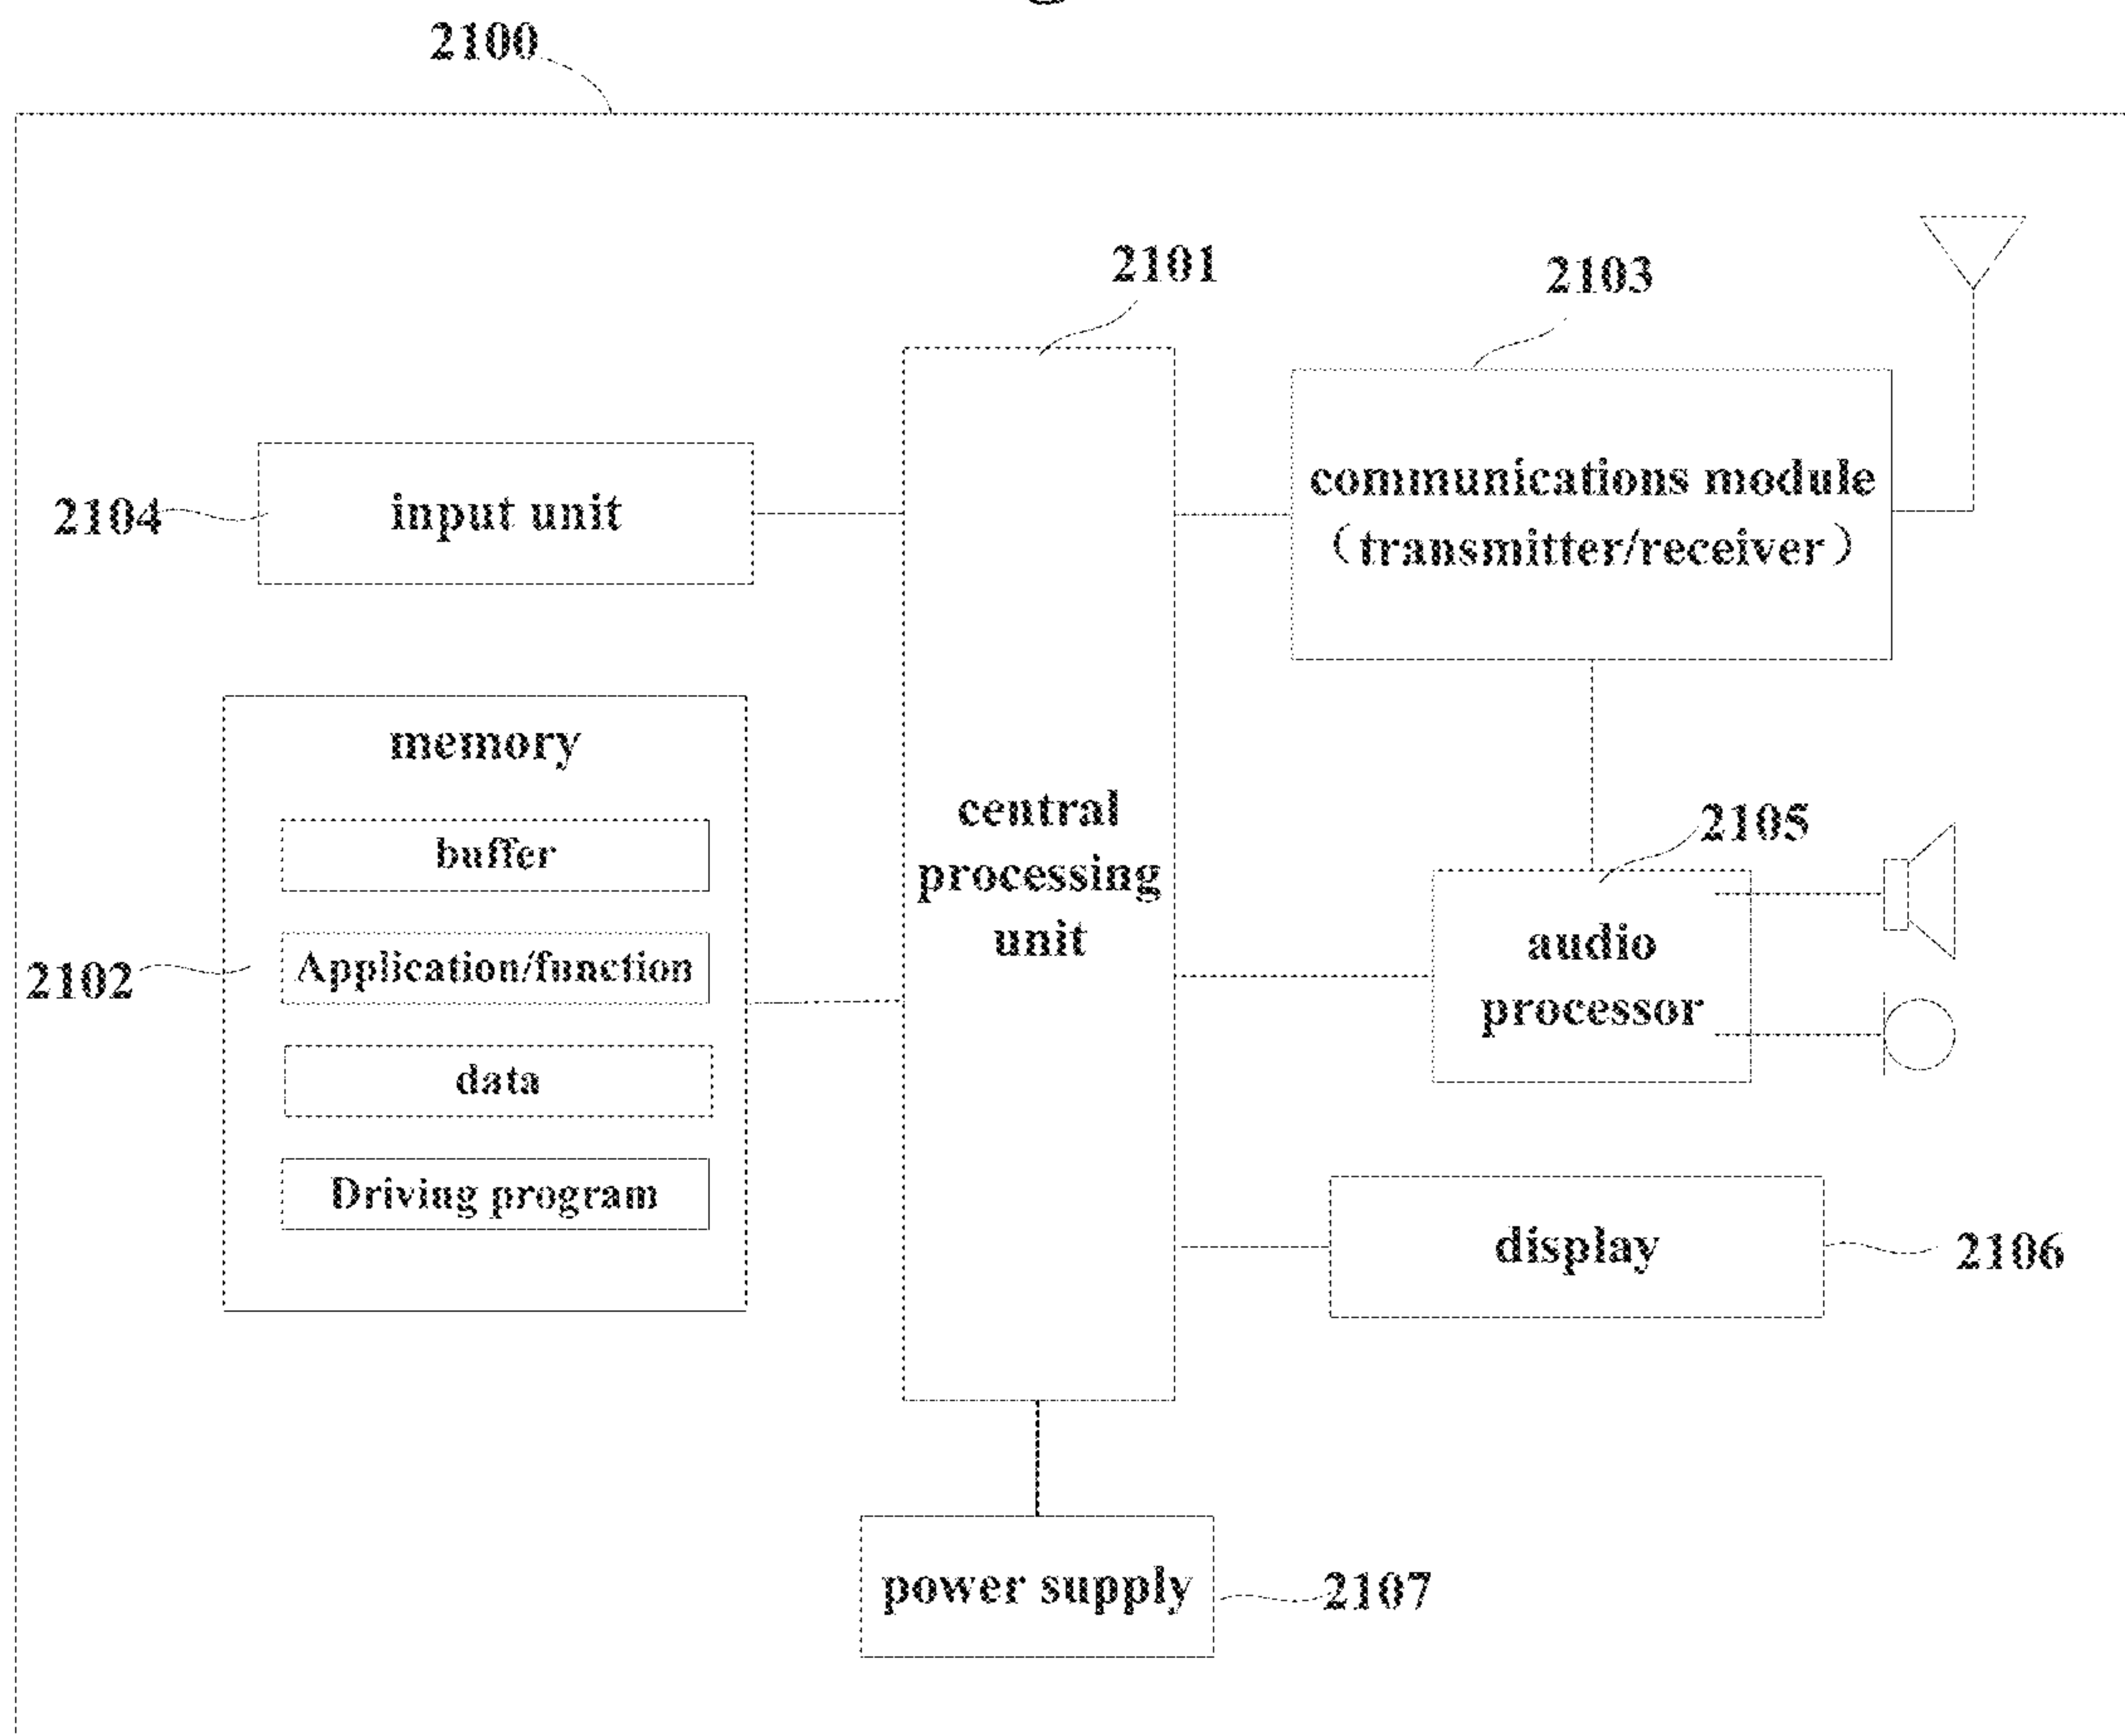 2100
2101
2103
communications module
（transmitter/receiver）
2104
input unit
memory
buffer
Application/function
data
Driving program
2102
central
processing
unit
2105
audio
processor
display
2106
power supply
2107